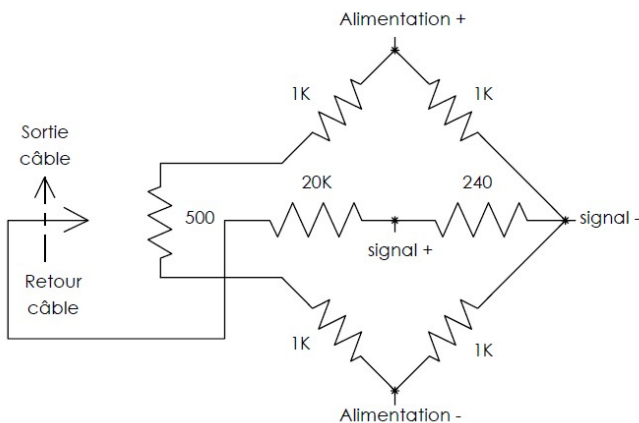 Alimentation +
1K
1K
Sortie
câble
20K
240
500
signal +
signal -
Retour
câble
1K
1K
Alimentation -